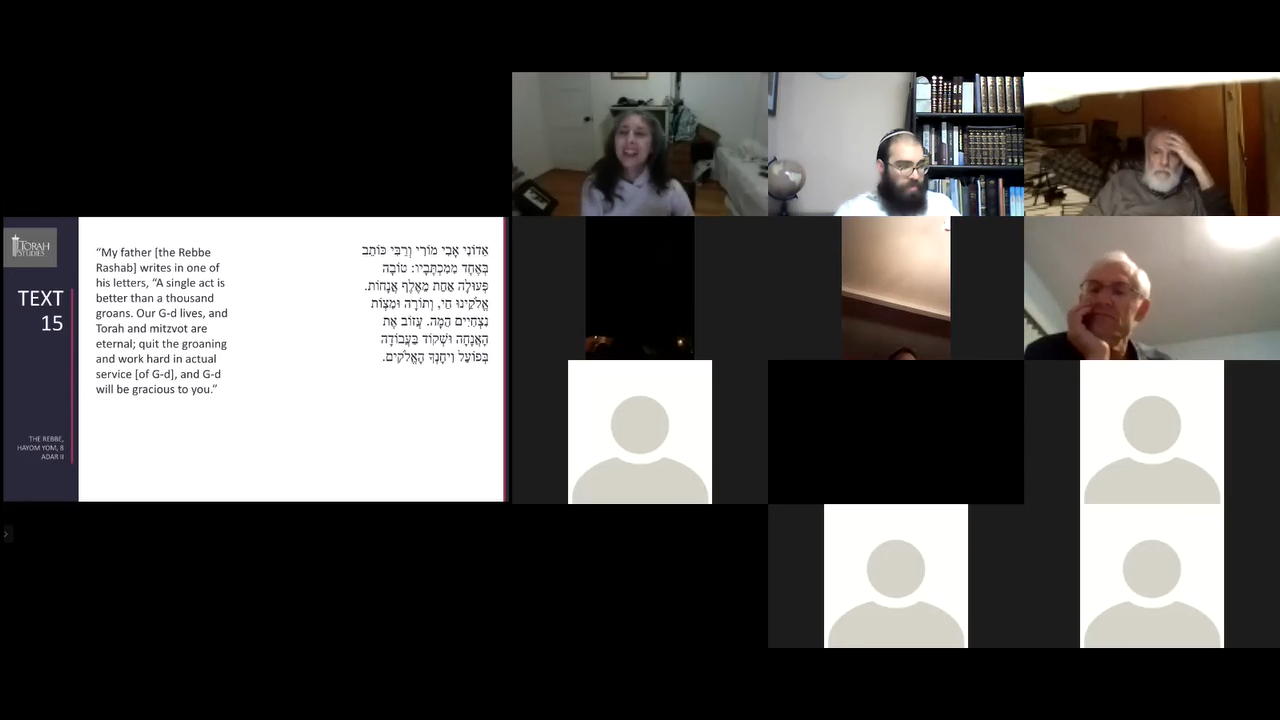 TORAH
STUDIES
TEXT
15
THE REBBE,
HAYOM YOM, 8
ADAR II
“My father [the Rebbe
Rashab] writes in one of
his letters, “A single act is
better than a thousand
groans. Our G-d lives, and
Torah and mitzvot are
eternal; quit the groaning
and work hard in actual
service [of G-d], and G-d
will be gracious to you.”
אֲדוֹנִי אָבִי מוֹרִי וְרַבִּי כּוֹתֵב
בְּאֶחָד מִמִכְתָּבָיו: טוֹבָה
פְּעוּלָה אַחַת מֵאֶלֶף אֲנָחוֹת.
אֱלֹקֵינוּ חַי, וְתוֹרָה וּמִצְוֹת
נִצְחִיִים הֵמָּה. עֲזוֹב אֶת
הָאֲנָחָה וּשְׁקוֹד בַּעֲבוֹדָה
בְּפוֹעַל וִיחָנְךָ הָאֱלֹקִים.